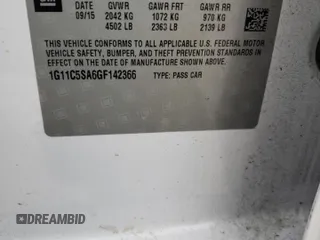 GM
DATE GVWR GAWR FRT GAWR RR
09/15 2042 KG 1072 KG 970 KG
4502 LB 2363 LB 2139 LB
THIS VEHICLE CONFORMS TO ALL APPLICABLE U.S. FEDERAL MOTOR
VEHICLE SAFETY, BUMPER, AND THEFT PREVENTION STANDARDS IN
EFFECT ON THE DATE OF MANUFACTURE SHOWN ABOVE.
1G11C5SA6GF142366 TYPE: PASS CAR
DREAMBID